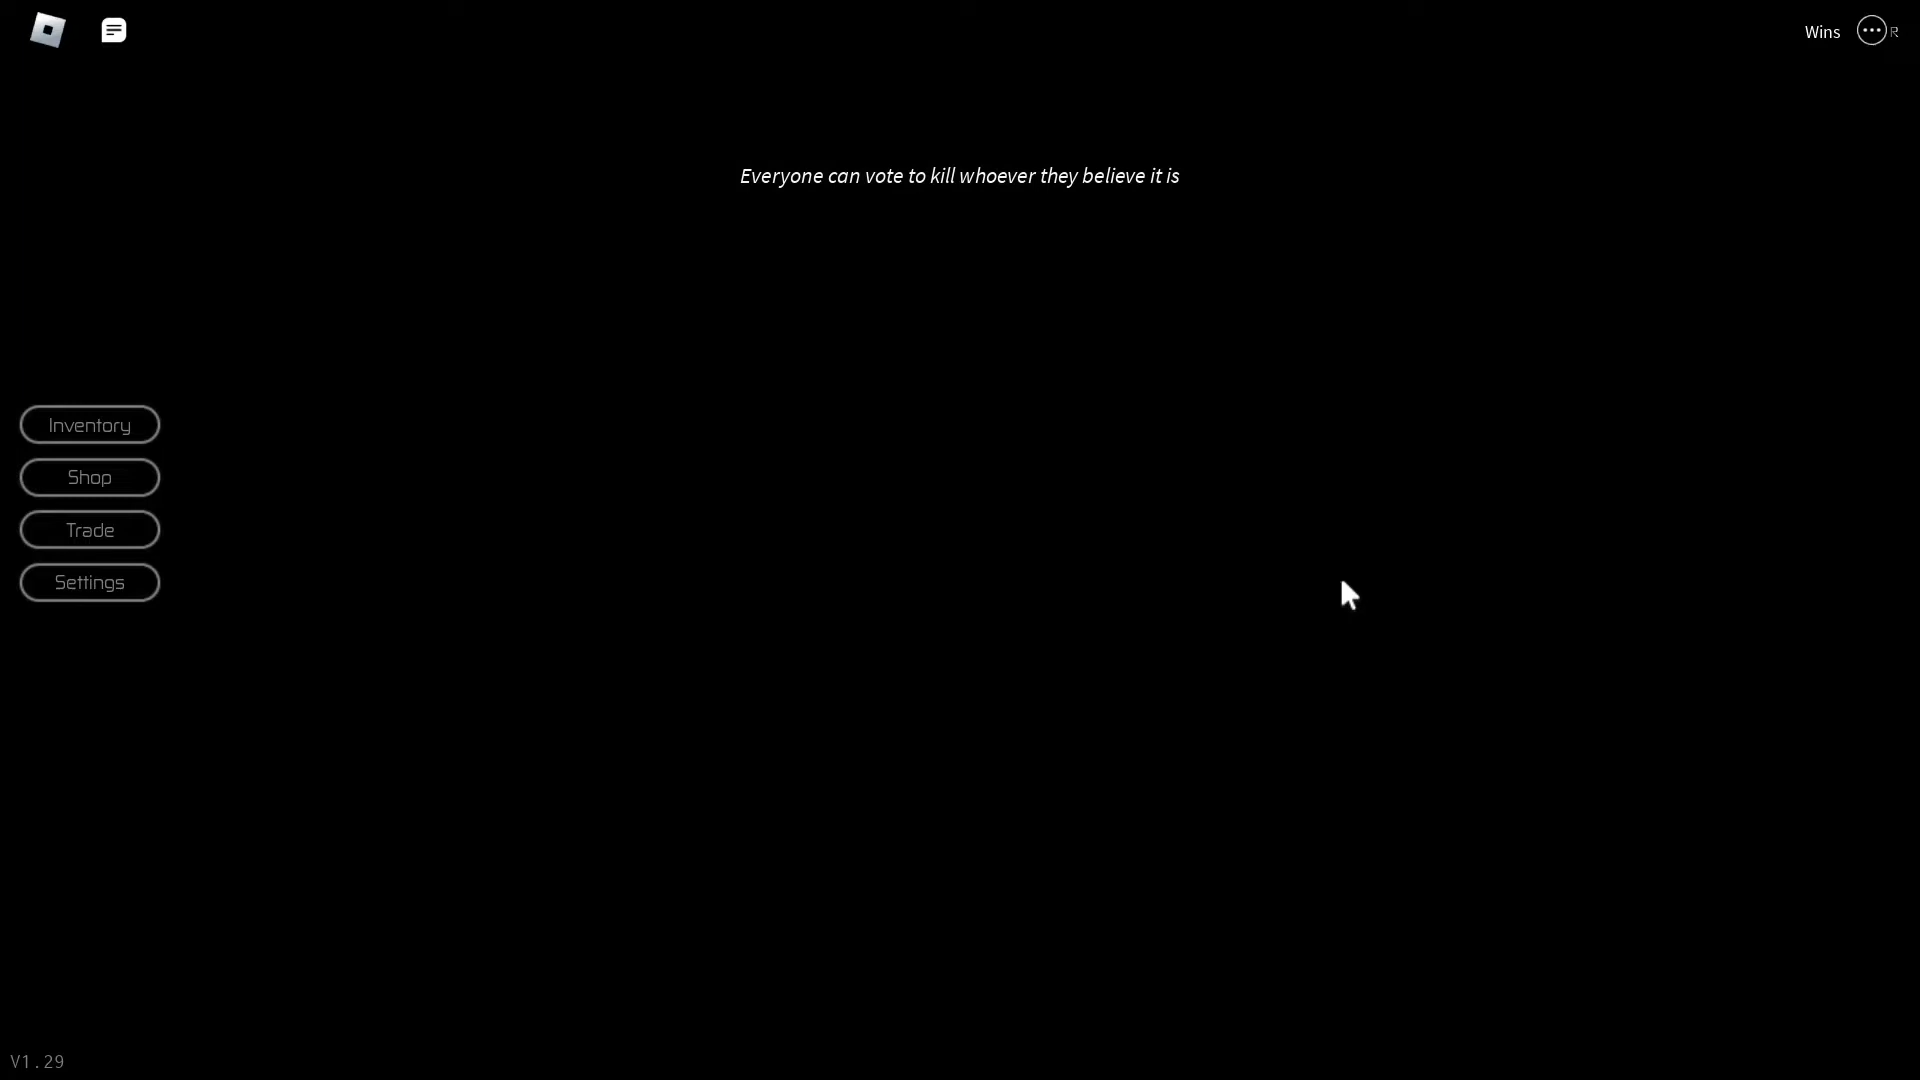 Wins
R
Everyone can vote to kill whoever they believe it is
Inventory
Shop
Trade
Settings
V1.29